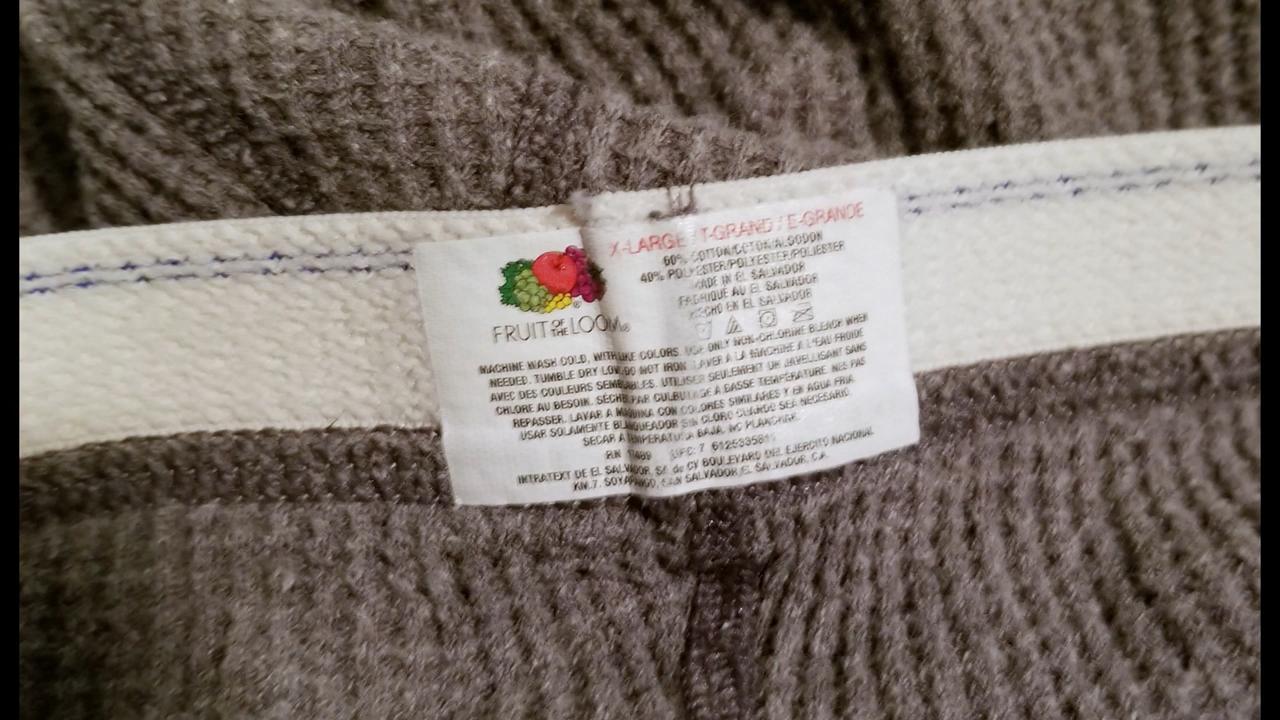 FRUIT OF THE LOOM®
X-LARGE / T-GRAND / E-GRANDE
60% COTTON/COTON/ALGODON
40% POLYESTER/POLYESTER/POLIESTER
MADE IN EL SALVADOR
FABRIQUÉ AU EL SALVADOR
HECHO EN EL SALVADOR
MACHINE WASH COLD, WITH LIKE COLORS. USE ONLY NON-CHLORINE BLEACH WHEN
NEEDED. TUMBLE DRY LOW. DO NOT IRON. LAVER A LA MACHINE A L'EAU FROIDE
AVEC DES COULEURS SEMBLABLES. UTILISER SEULEMENT UN JAVELLISANT SANS
CHLORE AU BESOIN. SÉCHER PAR CULBUTAGE A BASSE TEMPÉRATURE. NE PAS
REPASSER. LAVAR A MAQUINA CON COLORES SIMILARES Y EN AGUA FRIA.
USAR SOLAMENTE BLANQUEADOR SIN CLORO CUANDO SEA NECESARIO.
SECAR A TEMPERATURA BAJA. NO PLANCHAR.
RN UPC: 7
INTRATEXT DE EL SALVADOR, SA de CV BOULEVARD DEL EJERCITO NACIONAL
KM.7. SOYAPANGO, SAN SALVADOR, EL SALVADOR, C.A.